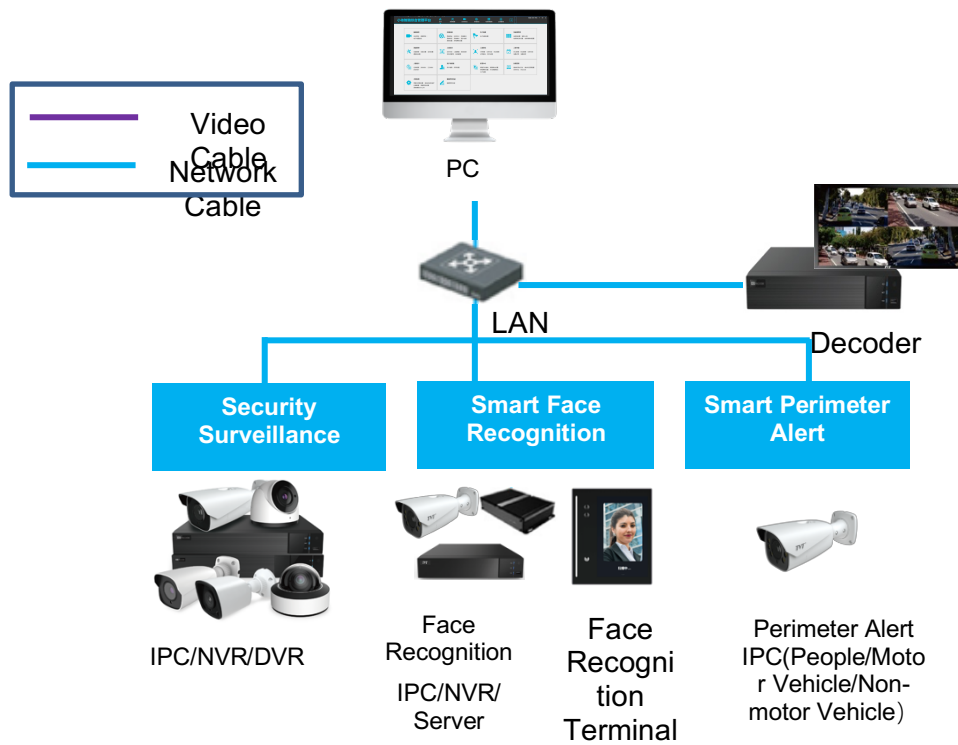 Video
Cable
Network
Cable
PC
LAN
Decoder
Security
Surveillance
Smart Face
Recognition
Smart Perimeter
Alert
IPC/NVR/DVR
Face
Recognition
IPC/NVR/
Server
Face
Recogni
tion
Terminal
Perimeter Alert
IPC(People/Moto
r Vehicle/Non-
motor Vehicle）